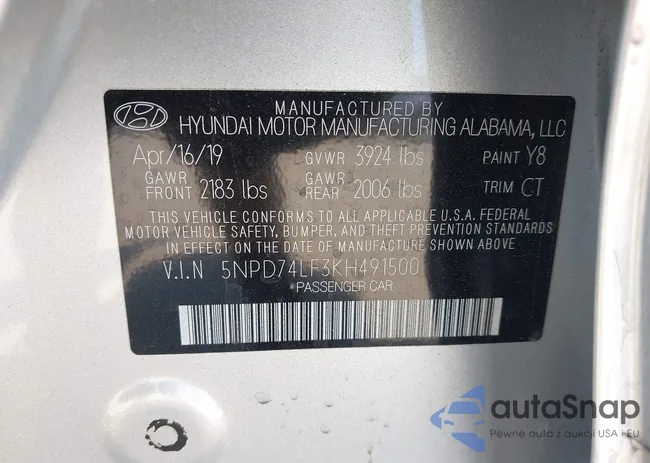 MANUFACTURED BY
HYUNDAI MOTOR MANUFACTURING ALABAMA, LLC
Apr/16/19 GVWR 3924 lbs PAINT Y8
GAWR FRONT 2183 lbs GAWR REAR 2006 lbs TRIM CT
THIS VEHICLE CONFORMS TO ALL APPLICABLE U.S.A. FEDERAL
MOTOR VEHICLE SAFETY, BUMPER, AND THEFT PREVENTION STANDARDS
IN EFFECT ON THE DATE OF MANUFACTURE SHOWN ABOVE
V.I.N 5NPD74LF3KH491500
PASSENGER CAR
autaSnap
Pewne auta z aukcji USA i EU